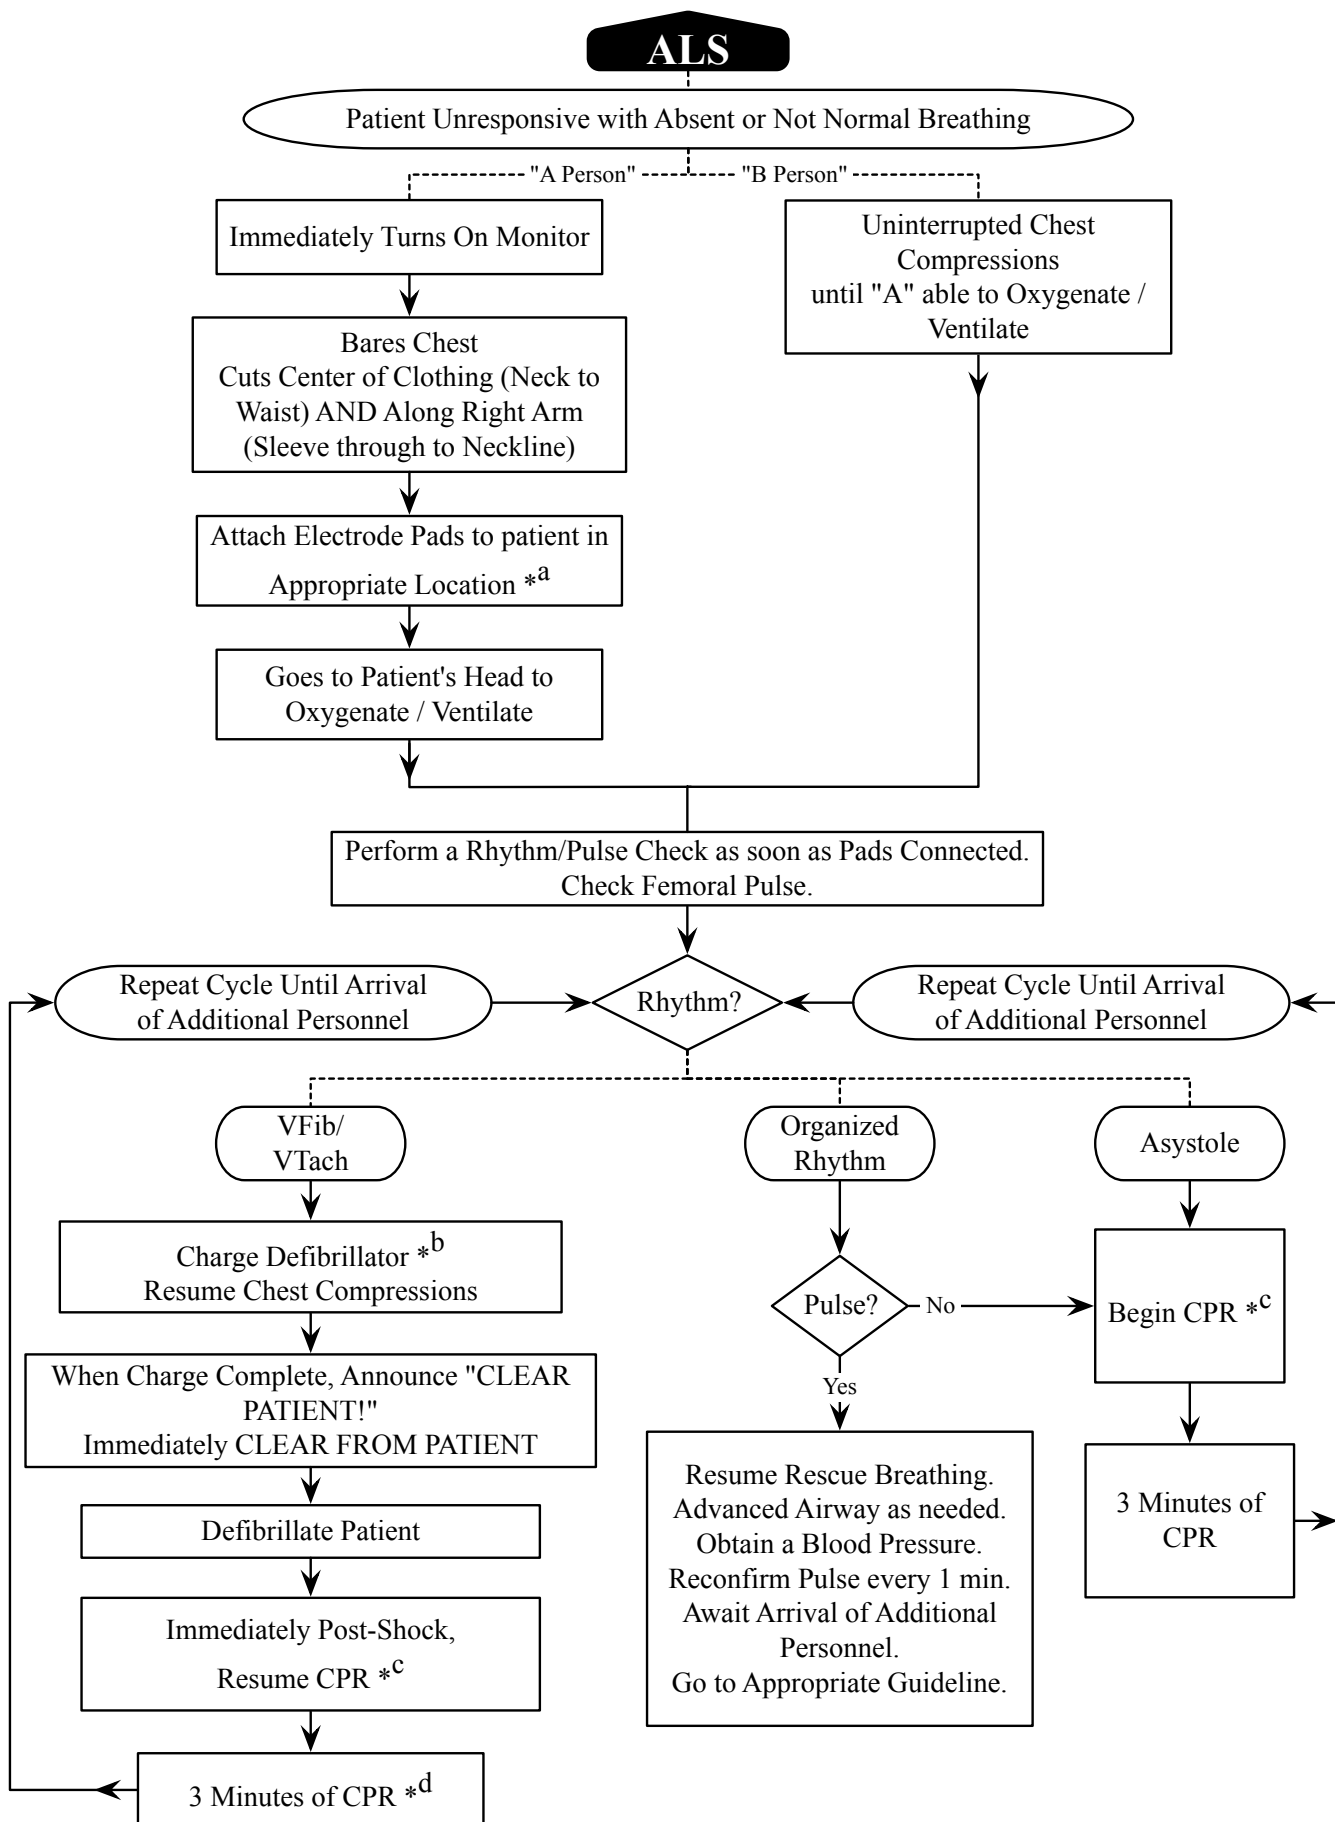 ALS
Patient Unresponsive with Absent or Not Normal Breathing
"A Person"
"B Person"
Immediately Turns On Monitor
Bares Chest
Cuts Center of Clothing (Neck to
Waist) AND Along Right Arm
(Sleeve through to Neckline)
Attach Electrode Pads to patient in
Appropriate Location *a
Goes to Patient's Head to
Oxygenate / Ventilate
Uninterrupted Chest
Compressions
until "A" able to Oxygenate /
Ventilate
Perform a Rhythm/Pulse Check as soon as Pads Connected.
Check Femoral Pulse.
Repeat Cycle Until Arrival
of Additional Personnel
Rhythm?
Repeat Cycle Until Arrival
of Additional Personnel
VFib/
VTach
Charge Defibrillator *b
Resume Chest Compressions
When Charge Complete, Announce "CLEAR
PATIENT!"
Immediately CLEAR FROM PATIENT
Defibrillate Patient
Immediately Post-Shock,
Resume CPR *c
3 Minutes of CPR *d
Organized
Rhythm
Pulse?
No
Yes
Resume Rescue Breathing.
Advanced Airway as needed.
Obtain a Blood Pressure.
Reconfirm Pulse every 1 min.
Await Arrival of Additional
Personnel.
Go to Appropriate Guideline.
Asystole
Begin CPR *c
3 Minutes of
CPR